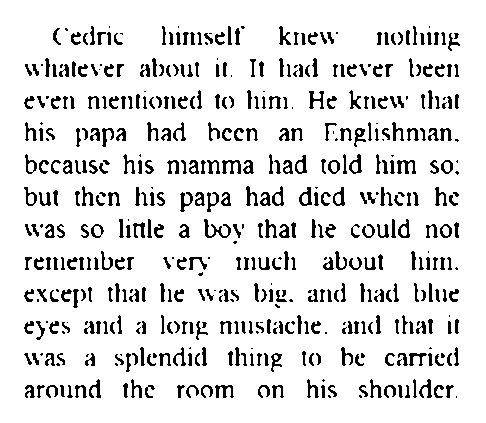 Cedric himself knew nothing
whatever about it. It had never been
even mentioned to him. He knew that
his papa had been an Englishman,
because his mamma had told him so;
but then his papa had died when he
was so little a boy that he could not
remember very much about him,
except that he was big, and had blue
eyes and a long mustache, and that it
was a splendid thing to be carried
around the room on his shoulder.